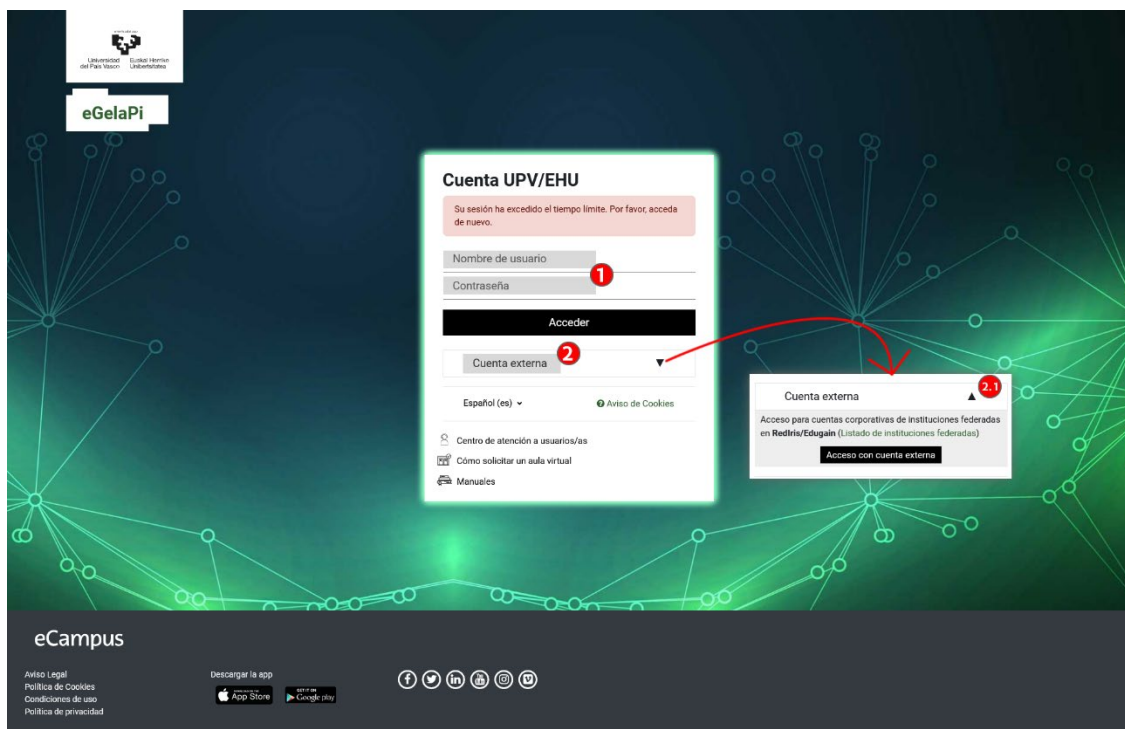 Universidad Euskal Herriko
del País Vasco Unibertsitatea
eGelaPi
Cuenta UPV/EHU
Su sesión ha excedido el tiempo límite. Por favor, acceda
de nuevo.
Nombre de usuario
1
Contraseña
Acceder
2
Cuenta externa
Español (es)
Aviso de Cookies
Centro de atención a usuarios/as
Cómo solicitar un aula virtual
Manuales
2.1
Cuenta externa
Acceso para cuentas corporativas de instituciones federadas
en RedIris/Edugain (Listado de instituciones federadas)
Acceso con cuenta externa
eCampus
Aviso Legal
Política de Cookies
Condiciones de uso
Política de privacidad
Descargar la app
App Store
GET IT ON
Google play